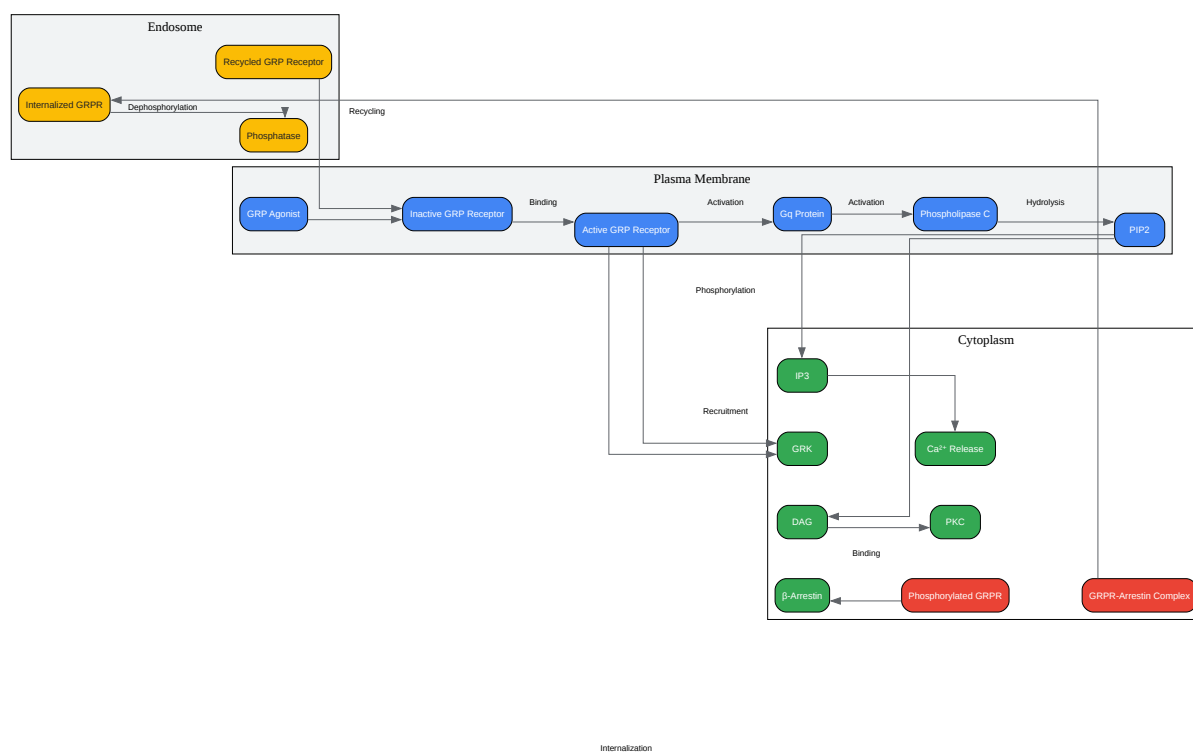 Endosome
Recycled GRP Receptor
Internalized GRPR
Dephosphorylation
Recycling
Phosphatase
Plasma Membrane
GRP Agonist
Inactive GRP Receptor
Binding
Active GRP Receptor
Activation
Gq Protein
Activation
Phospholipase C
Hydrolysis
PIP2
Phosphorylation
Cytoplasm
IP3
Recruitment
GRK
Ca²⁺ Release
DAG
PKC
Binding
β-Arrestin
Phosphorylated GRPR
GRPR-Arrestin Complex
Internalization